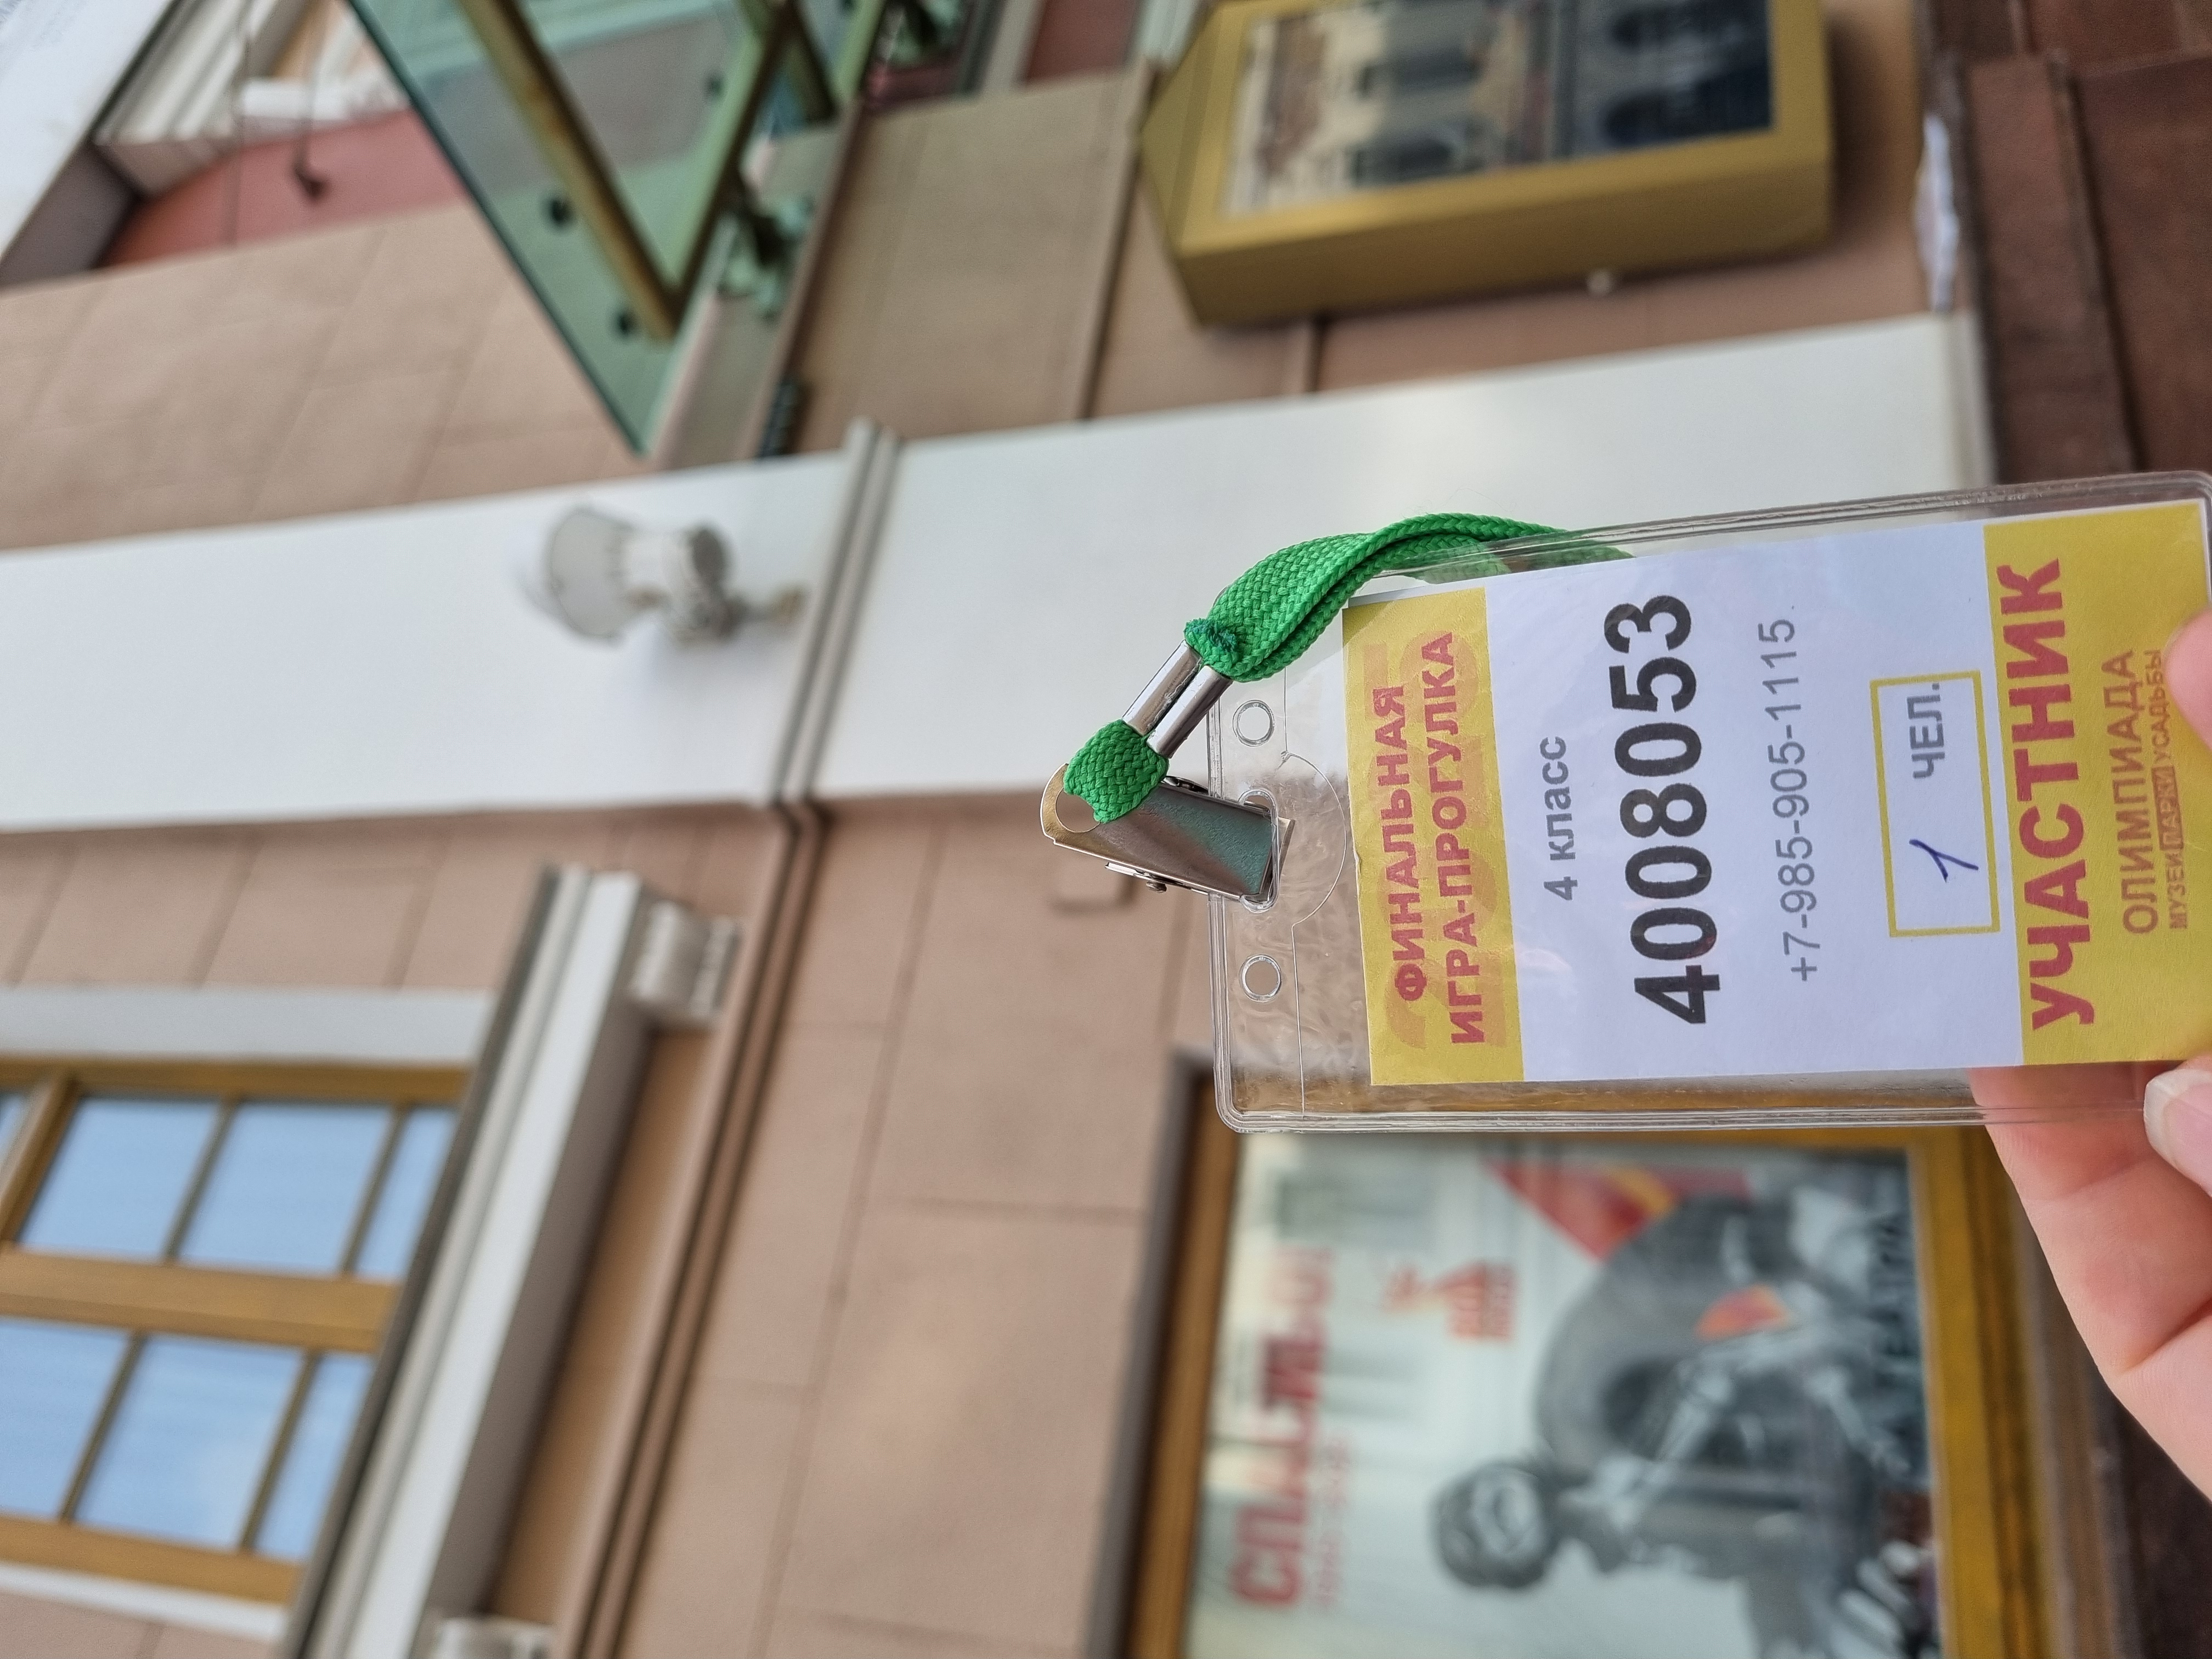 ФИНАЛЬНАЯ
ИГРА-ПРОГУЛКА
4 класс
4008053
+7-985-905-1115
1 ЧЕЛ.
УЧАСТНИК
ОЛИМПИАДА
МУЗЕИ ПАРКИ УСАДЬБЫ